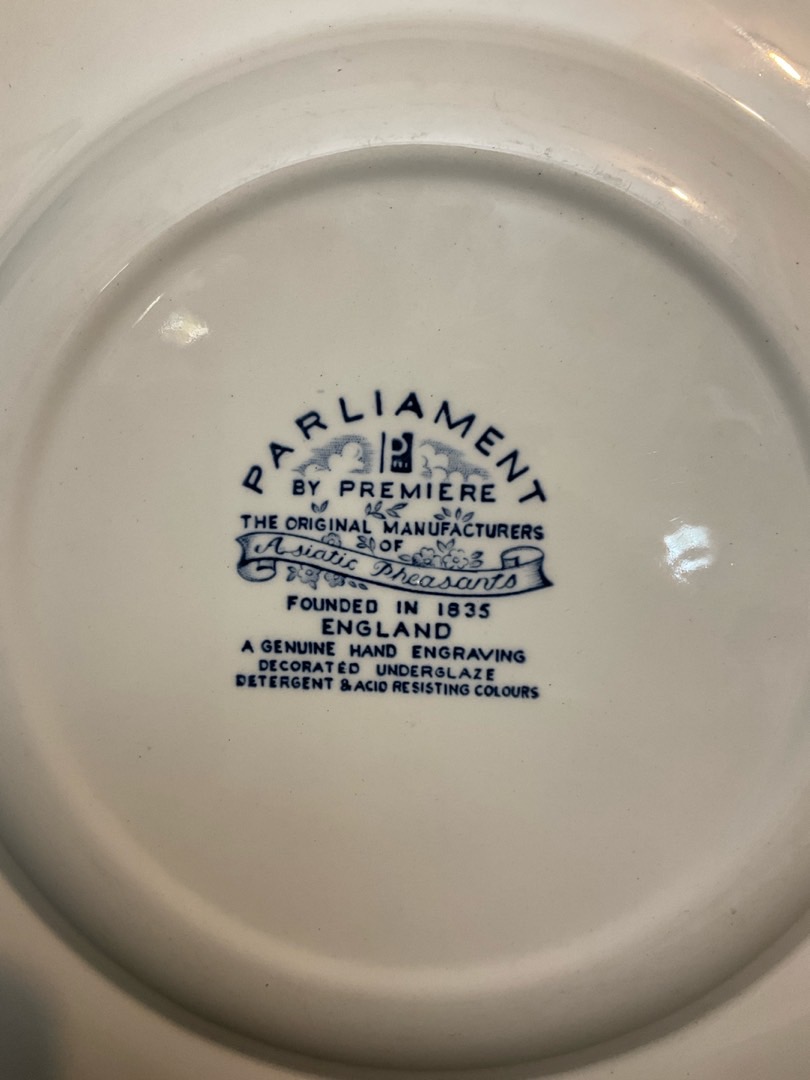 PARLIAMENT
P
BY PREMIERE
THE ORIGINAL MANUFACTURERS
OF
Asiatic Pheasants
FOUNDED IN 1835
ENGLAND
A GENUINE HAND ENGRAVING
DECORATED UNDERGLAZE
DETERGENT & ACID RESISTING COLOURS